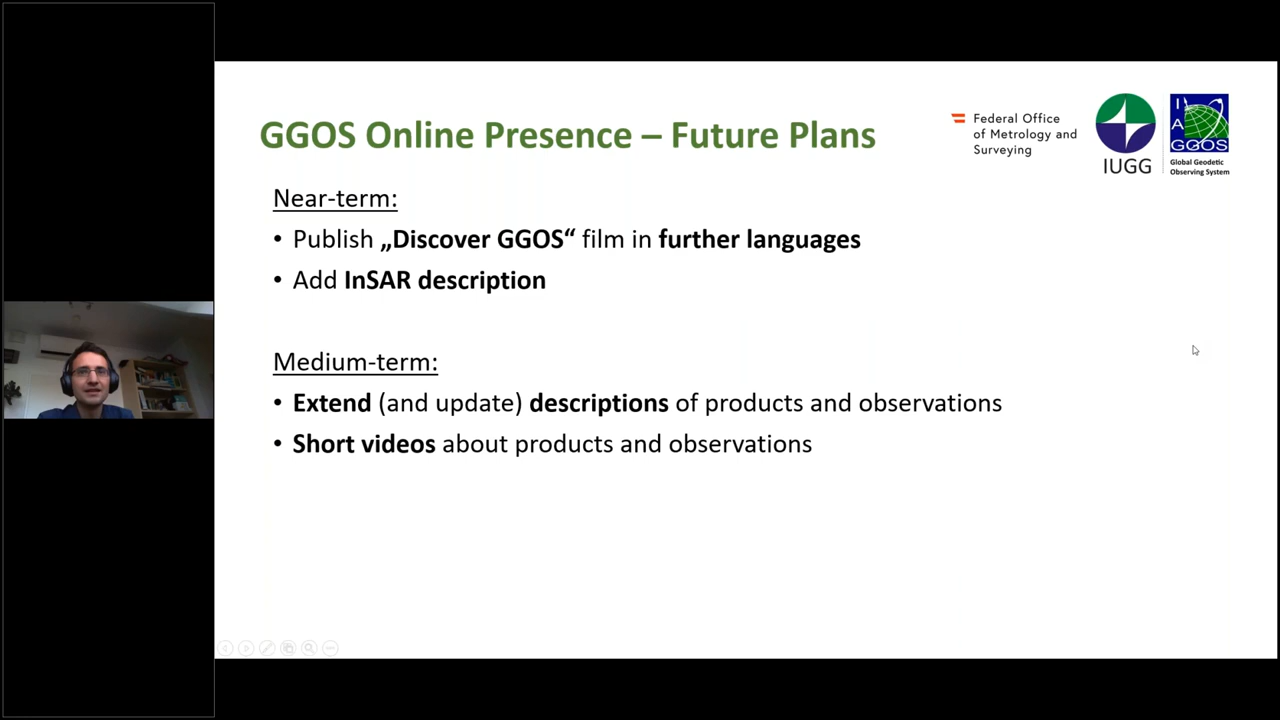 GGOS Online Presence – Future Plans
Federal Office
of Metrology and
Surveying
IUGG
I
A
GGOS
Global Geodetic
Observing System
Near-term:
• Publish „Discover GGOS“ film in further languages
• Add InSAR description
Medium-term:
• Extend (and update) descriptions of products and observations
• Short videos about products and observations